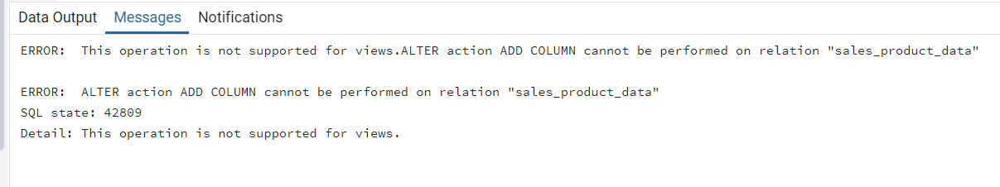 Data Output Messages Notifications
ERROR:  This operation is not supported for views.ALTER action ADD COLUMN cannot be performed on relation "sales_product_data"
ERROR:  ALTER action ADD COLUMN cannot be performed on relation "sales_product_data"
SQL state: 42809
Detail: This operation is not supported for views.